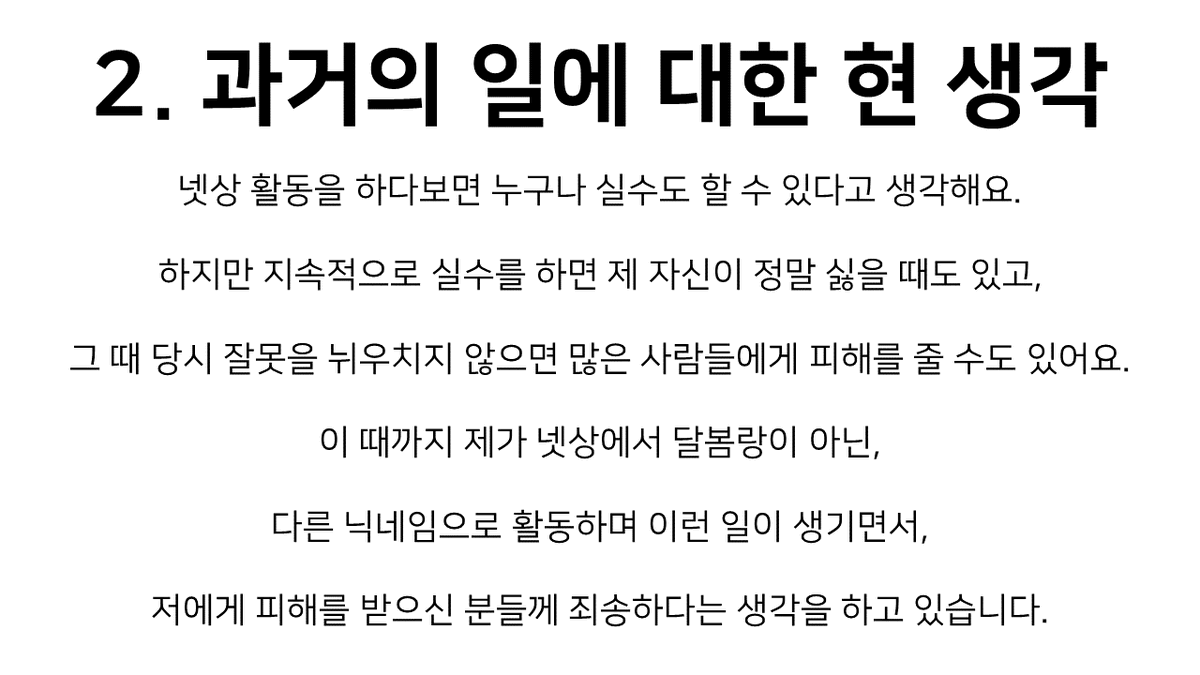 2. 과거의 일에 대한 현 생각
넷상 활동을 하다보면 누구나 실수도 할 수 있다고 생각해요.
하지만 지속적으로 실수를 하면 제 자신이 정말 싫을 때도 있고,
그 때 당시 잘못을 뉘우치지 않으면 많은 사람들에게 피해를 줄 수도 있어요.
이 때까지 제가 넷상에서 달봄랑이 아닌,
다른 닉네임으로 활동하며 이런 일이 생기면서,
저에게 피해를 받으신 분들께 죄송하다는 생각을 하고 있습니다.